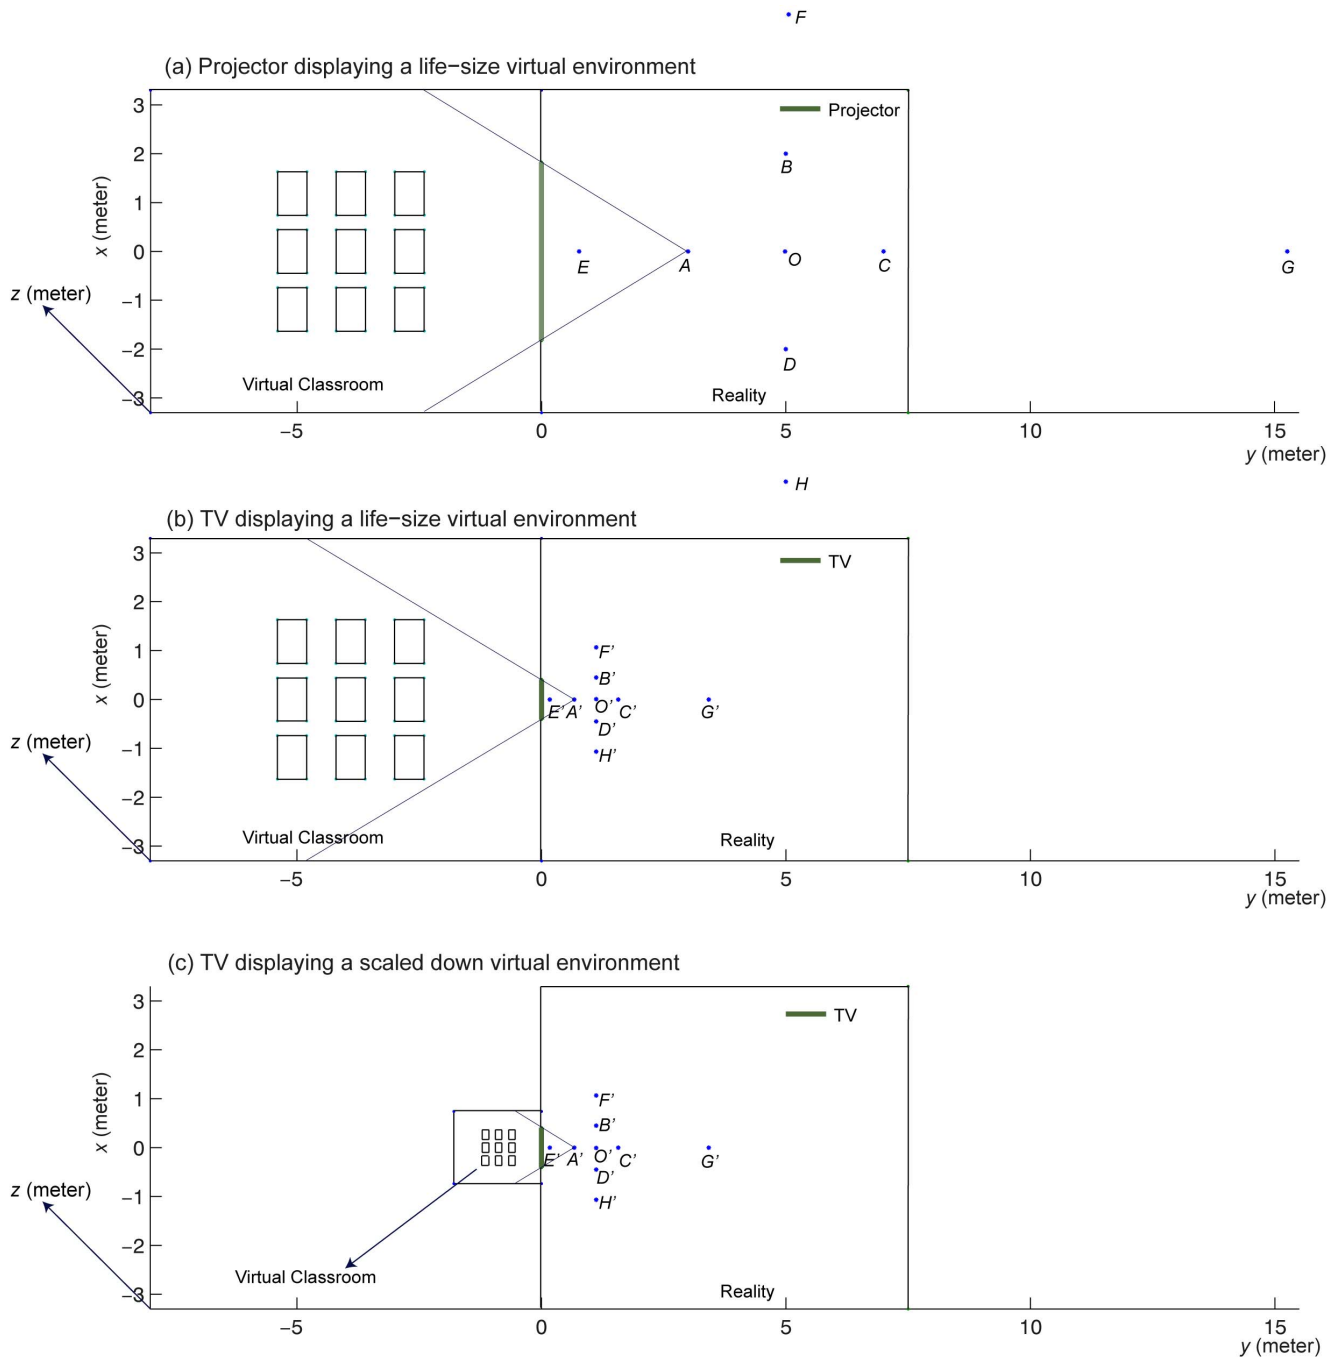 F
(a) Projector displaying a life−size virtual environment
3
Projector
2
B
1
x (meter)
0
E
A
O
C
G
z (meter)
−1
−2
D
Virtual Classroom
Reality
−3
−5
0
5
10
15
y (meter)
H
(b) TV displaying a life−size virtual environment
3
TV
2
1
F’
B’
x (meter)
0
E’ A’ O’ C’ G’
D’
z (meter)
−1
H’
−2
Virtual Classroom
Reality
−3
−5
0
5
10
15
y (meter)
(c) TV displaying a scaled down virtual environment
3
TV
2
1
F’
B’
x (meter)
0
E’ A’ O’ C’ G’
D’
z (meter)
−1
H’
−2
Virtual Classroom
Reality
−3
−5
0
5
10
15
y (meter)